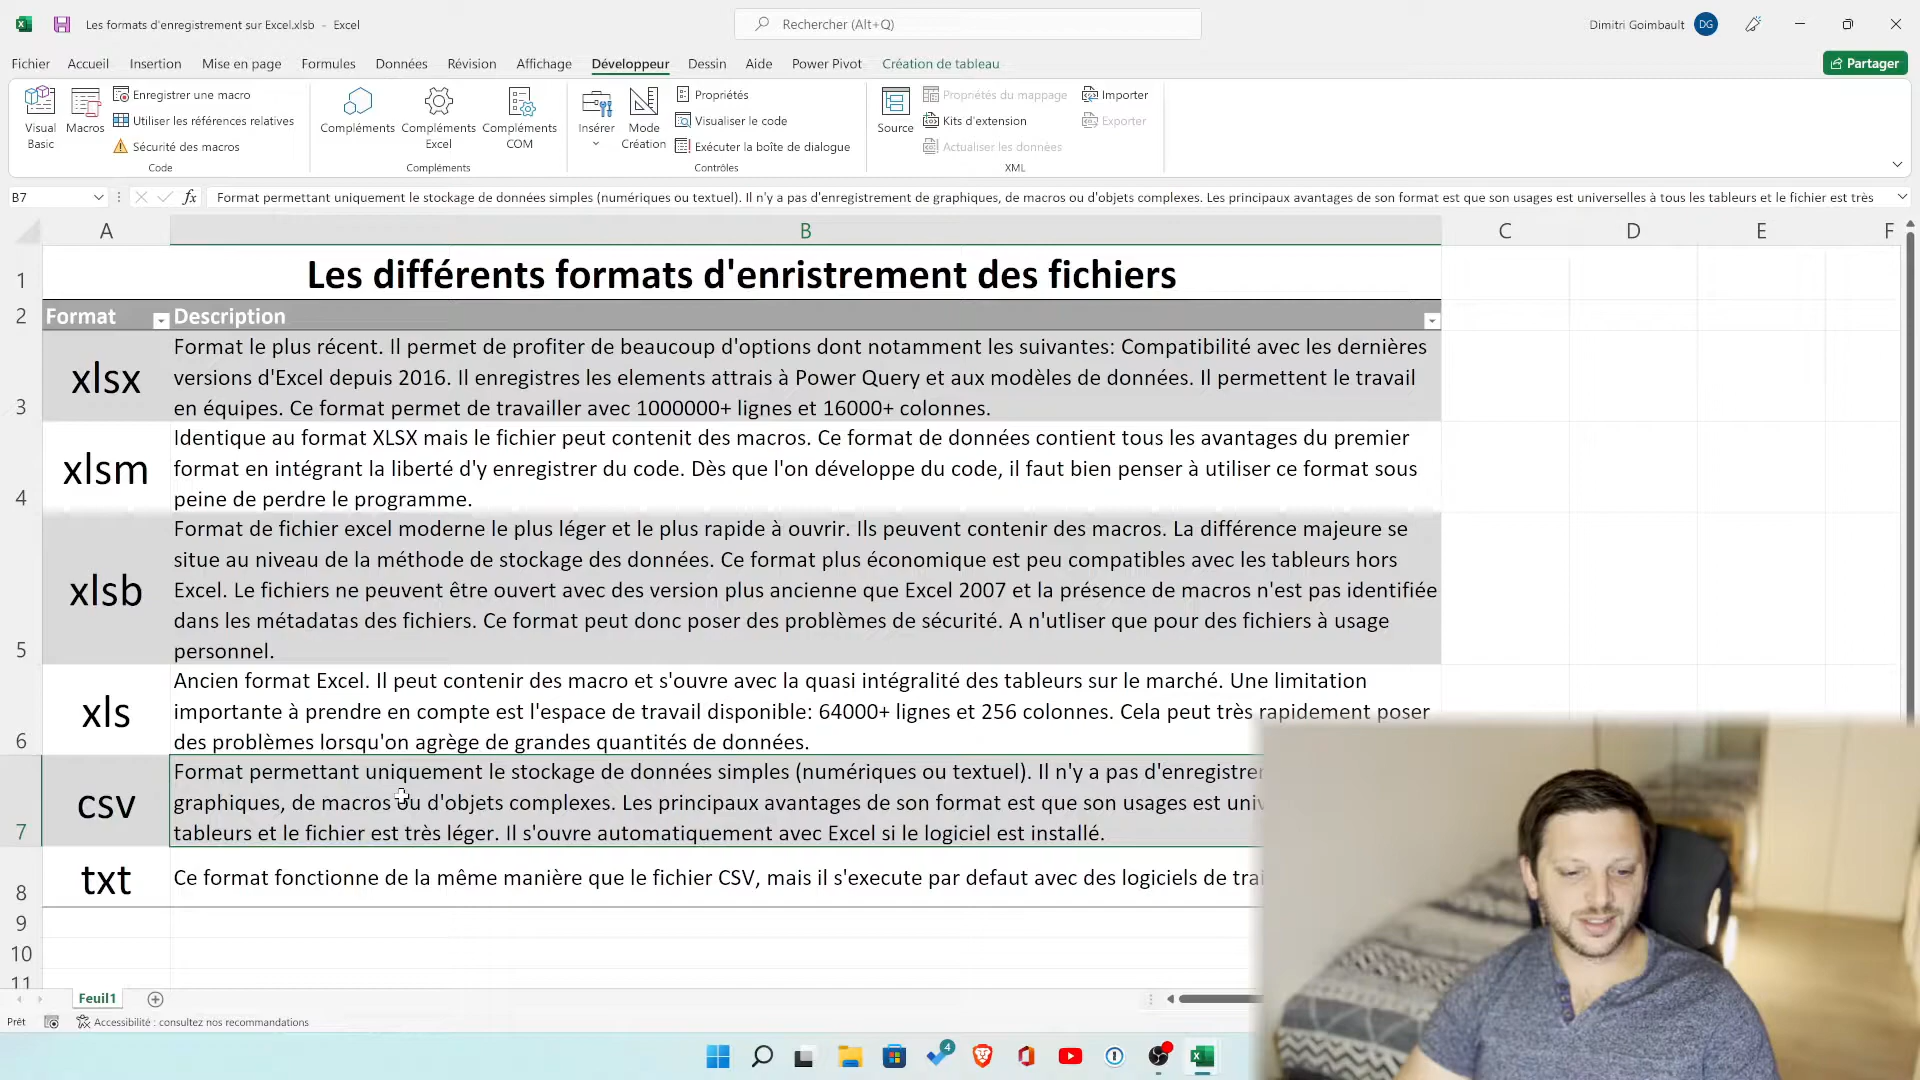 Les formats d'enregistrement sur Excel.xlsb - Excel
Rechercher (Alt+Q)
Dimitri Goimbault DG
Fichier Accueil Insertion Mise en page Formules Données Révision Affichage Développeur Dessin Aide Power Pivot Création de tableau
Partager
Visual Basic
Macros
Enregistrer une macro
Utiliser les références relatives
Sécurité des macros
Code
Compléments
Compléments Excel
Compléments COM
Compléments
Insérer
Mode Création
Propriétés
Visualiser le code
Exécuter la boîte de dialogue
Contrôles
Source
Propriétés du mappage
Kits d'extension
Actualiser les données
Importer
Exporter
XML
B7
fx
Format permettant uniquement le stockage de données simples (numériques ou textuel). Il n'y a pas d'enregistrement de graphiques, de macros ou d'objets complexes. Les principaux avantages de son format est que son usages est universelles à tous les tableurs et le fichier est très
A B C D E F
1 Les différents formats d'enristrement des fichiers
2 Format Description
3 xlsx
Format le plus récent. Il permet de profiter de beaucoup d'options dont notamment les suivantes: Compatibilité avec les dernières
versions d'Excel depuis 2016. Il enregistres les elements attrais à Power Query et aux modèles de données. Il permettent le travail
en équipes. Ce format permet de travailler avec 1000000+ lignes et 16000+ colonnes.
4 xlsm
Identique au format XLSX mais le fichier peut contenit des macros. Ce format de données contient tous les avantages du premier
format en intégrant la liberté d'y enregistrer du code. Dès que l'on développe du code, il faut bien penser à utiliser ce format sous
peine de perdre le programme.
5 xlsb
Format de fichier excel moderne le plus léger et le plus rapide à ouvrir. Ils peuvent contenir des macros. La différence majeure se
situe au niveau de la méthode de stockage des données. Ce format plus économique est peu compatibles avec les tableurs hors
Excel. Le fichiers ne peuvent être ouvert avec des version plus ancienne que Excel 2007 et la présence de macros n'est pas identifiée
dans les métadatas des fichiers. Ce format peut donc poser des problèmes de sécurité. A n'utliser que pour des fichiers à usage
personnel.
6 xls
Ancien format Excel. Il peut contenir des macro et s'ouvre avec la quasi intégralité des tableurs sur le marché. Une limitation
importante à prendre en compte est l'espace de travail disponible: 64000+ lignes et 256 colonnes. Cela peut très rapidement poser
des problèmes lorsqu'on agrège de grandes quantités de données.
7 csv
Format permettant uniquement le stockage de données simples (numériques ou textuel). Il n'y a pas d'enregistrer
graphiques, de macros ou d'objets complexes. Les principaux avantages de son format est que son usages est univ
tableurs et le fichier est très léger. Il s'ouvre automatiquement avec Excel si le logiciel est installé.
8 txt
Ce format fonctionne de la même manière que le fichier CSV, mais il s'execute par defaut avec des logiciels de trai
9
10
11
Feuil1
Prêt
Accessibilité : consultez nos recommandations
4